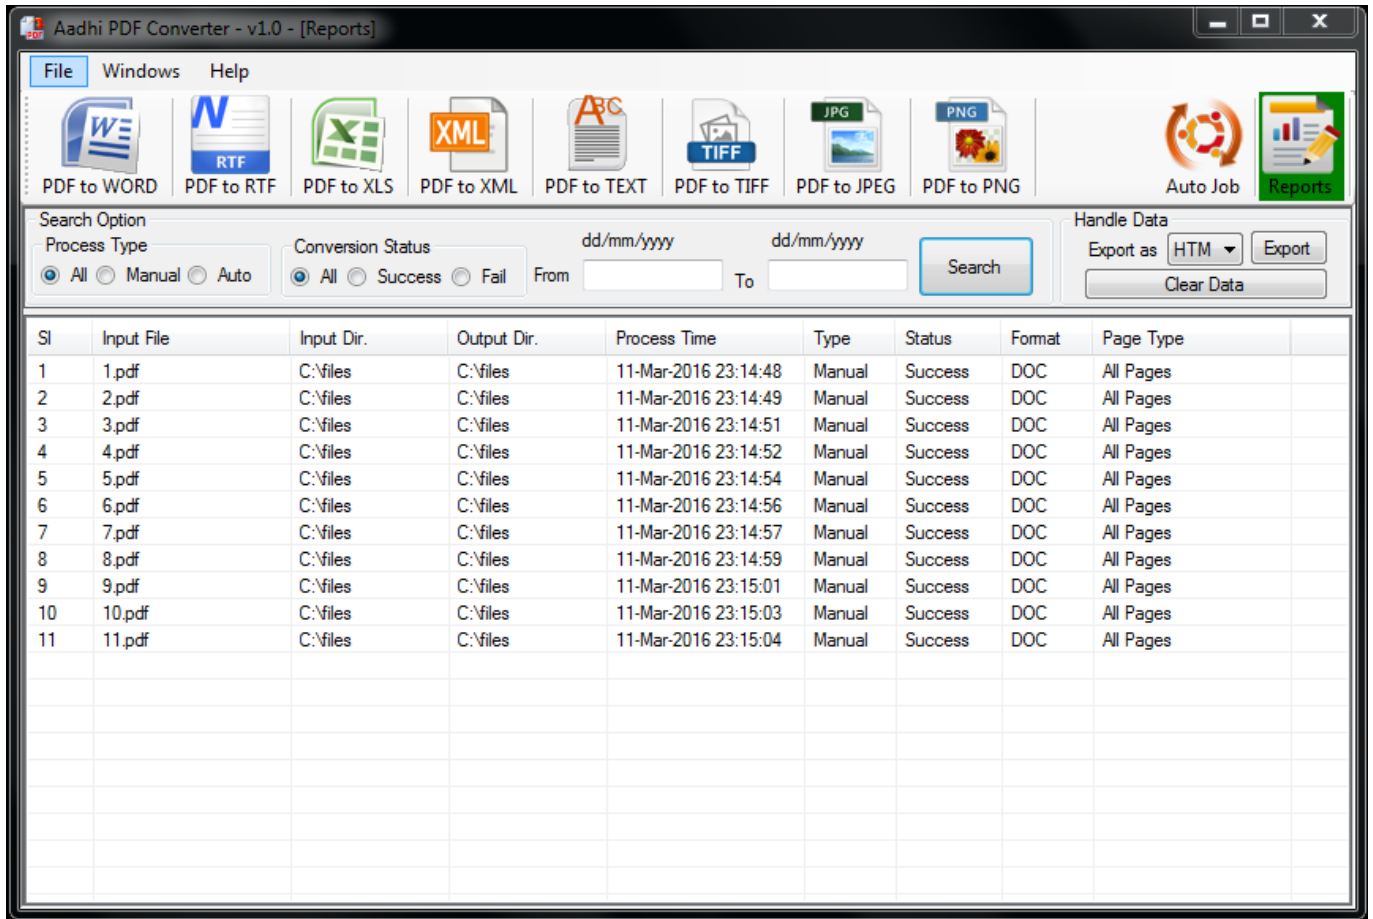 Aadhi PDF Converter - v1.0 - [Reports]
File Windows Help
W N RTF X XML ABC TIFF JPG PNG
PDF to WORD PDF to RTF PDF to XLS PDF to XML PDF to TEXT PDF to TIFF PDF to JPEG PDF to PNG Auto Job Reports
Search Option Handle Data
Process Type Conversion Status dd/mm/yyyy dd/mm/yyyy Export as HTM Export
All Manual Auto All Success Fail From To Search Clear Data
Sl Input File Input Dir. Output Dir. Process Time Type Status Format Page Type
1 1.pdf C:\files C:\files 11-Mar-2016 23:14:48 Manual Success DOC All Pages
2 2.pdf C:\files C:\files 11-Mar-2016 23:14:49 Manual Success DOC All Pages
3 3.pdf C:\files C:\files 11-Mar-2016 23:14:51 Manual Success DOC All Pages
4 4.pdf C:\files C:\files 11-Mar-2016 23:14:52 Manual Success DOC All Pages
5 5.pdf C:\files C:\files 11-Mar-2016 23:14:54 Manual Success DOC All Pages
6 6.pdf C:\files C:\files 11-Mar-2016 23:14:56 Manual Success DOC All Pages
7 7.pdf C:\files C:\files 11-Mar-2016 23:14:57 Manual Success DOC All Pages
8 8.pdf C:\files C:\files 11-Mar-2016 23:14:59 Manual Success DOC All Pages
9 9.pdf C:\files C:\files 11-Mar-2016 23:15:01 Manual Success DOC All Pages
10 10.pdf C:\files C:\files 11-Mar-2016 23:15:03 Manual Success DOC All Pages
11 11.pdf C:\files C:\files 11-Mar-2016 23:15:04 Manual Success DOC All Pages